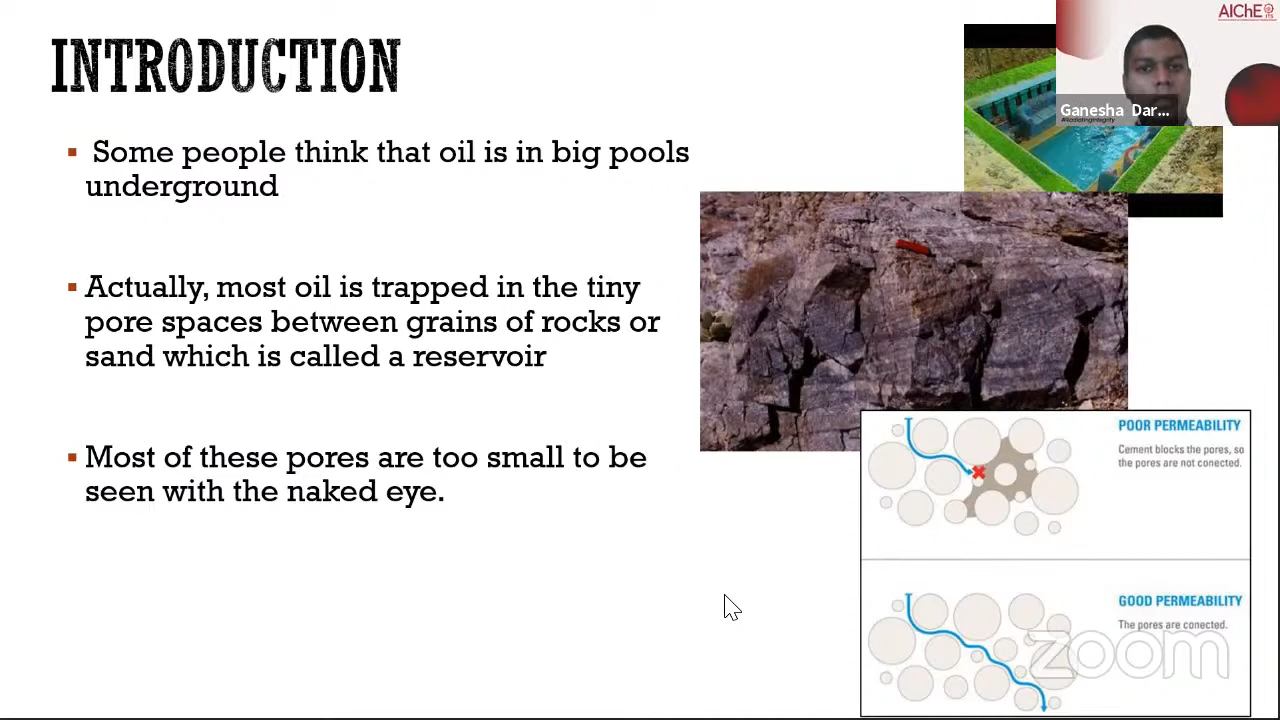 INTRODUCTION
Some people think that oil is in big pools
underground
Actually, most oil is trapped in the tiny
pore spaces between grains of rocks or
sand which is called a reservoir
Most of these pores are too small to be
seen with the naked eye.
AIChE
ITS
Ganesha Dar...
#RadiatingIntegrity
POOR PERMEABILITY
Cement blocks the pores, so
the pores are not conected.
GOOD PERMEABILITY
The pores are conected.
zoom